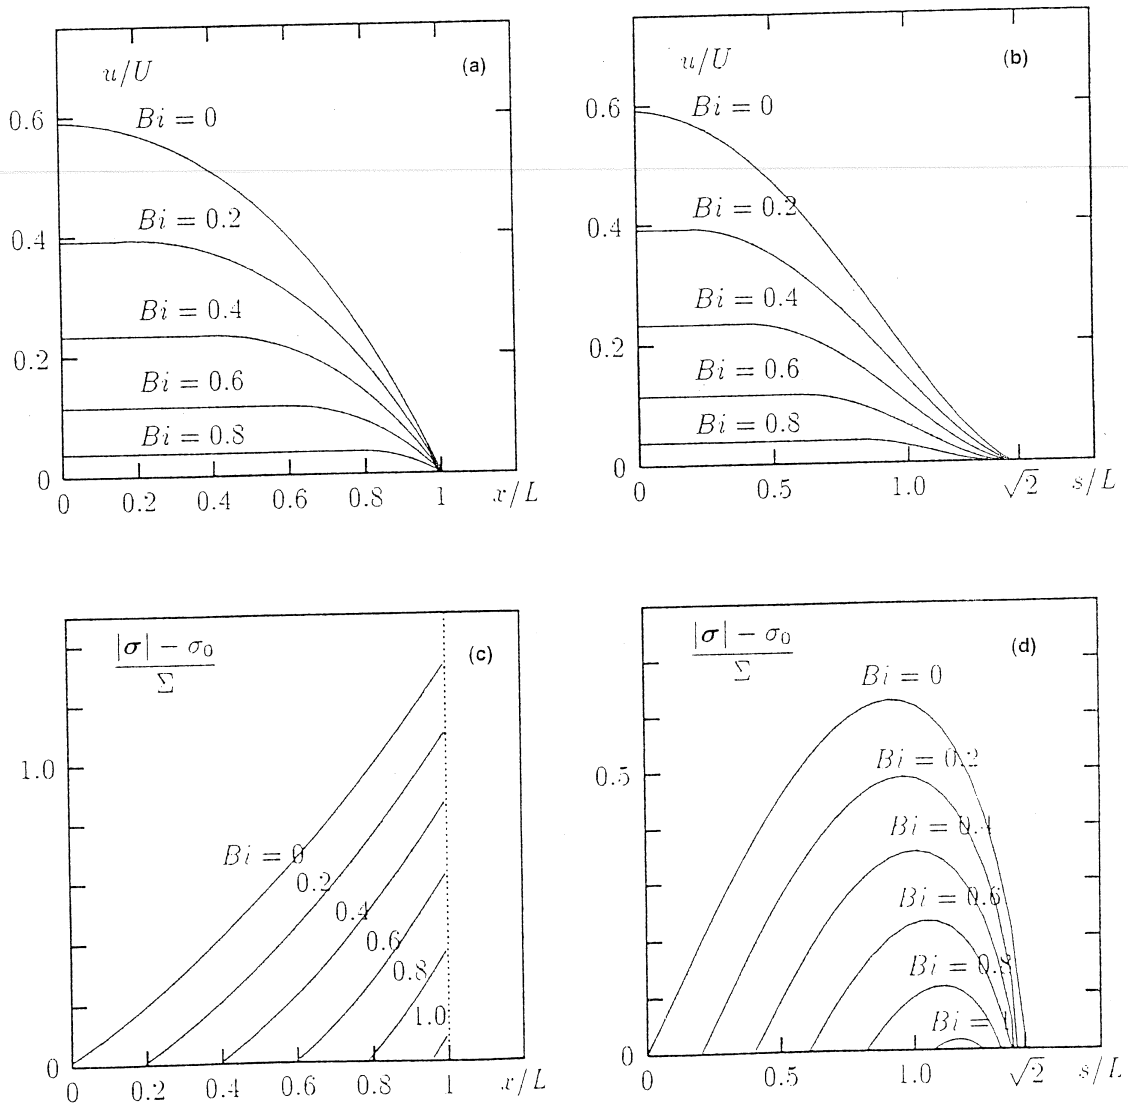 u/U
(a)
0.6
Bi = 0
Bi = 0.2
0.4
Bi = 0.4
0.2
Bi = 0.6
Bi = 0.8
0
0 0.2 0.4 0.6 0.8 1 x/L
u/U
(b)
0.6
Bi = 0
Bi = 0.2
0.4
Bi = 0.4
0.2
Bi = 0.6
Bi = 0.8
0
0 0.5 1.0 √2 s/L
|σ| − σ₀
Σ
(c)
1.0
Bi = 0
0.2
0.4
0.6
0.8
1.0
0
0 0.2 0.4 0.6 0.8 1 x/L
|σ| − σ₀
Σ
(d)
Bi = 0
0.5
Bi = 0.2
Bi = 0.4
Bi = 0.6
Bi = 0.8
Bi = 1
0
0 0.5 1.0 √2 s/L